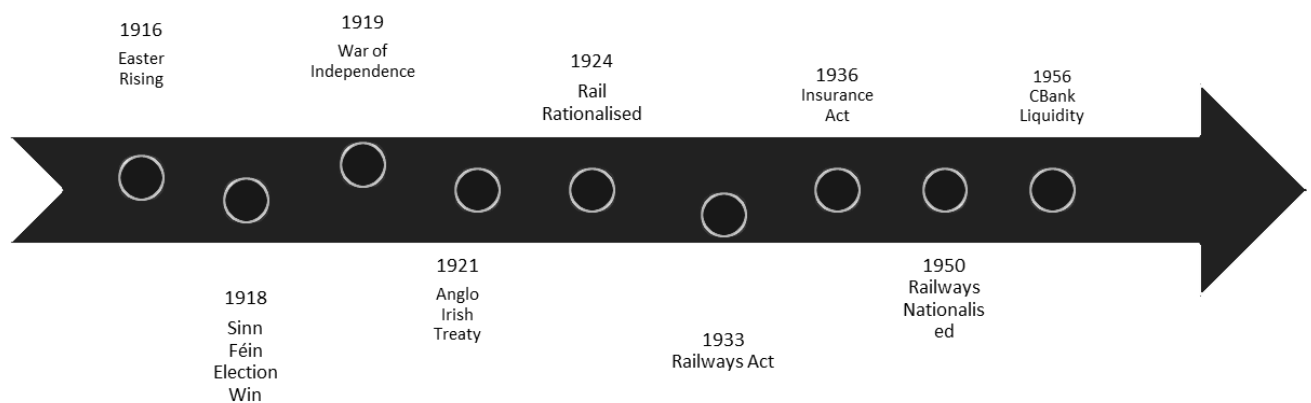 1916
Easter
Rising
1918
Sinn
Féin
Election
Win
1919
War of
Independence
1921
Anglo
Irish
Treaty
1924
Rail
Rationalised
1933
Railways Act
1936
Insurance
Act
1950
Railways
Nationalis
ed
1956
CBank
Liquidity